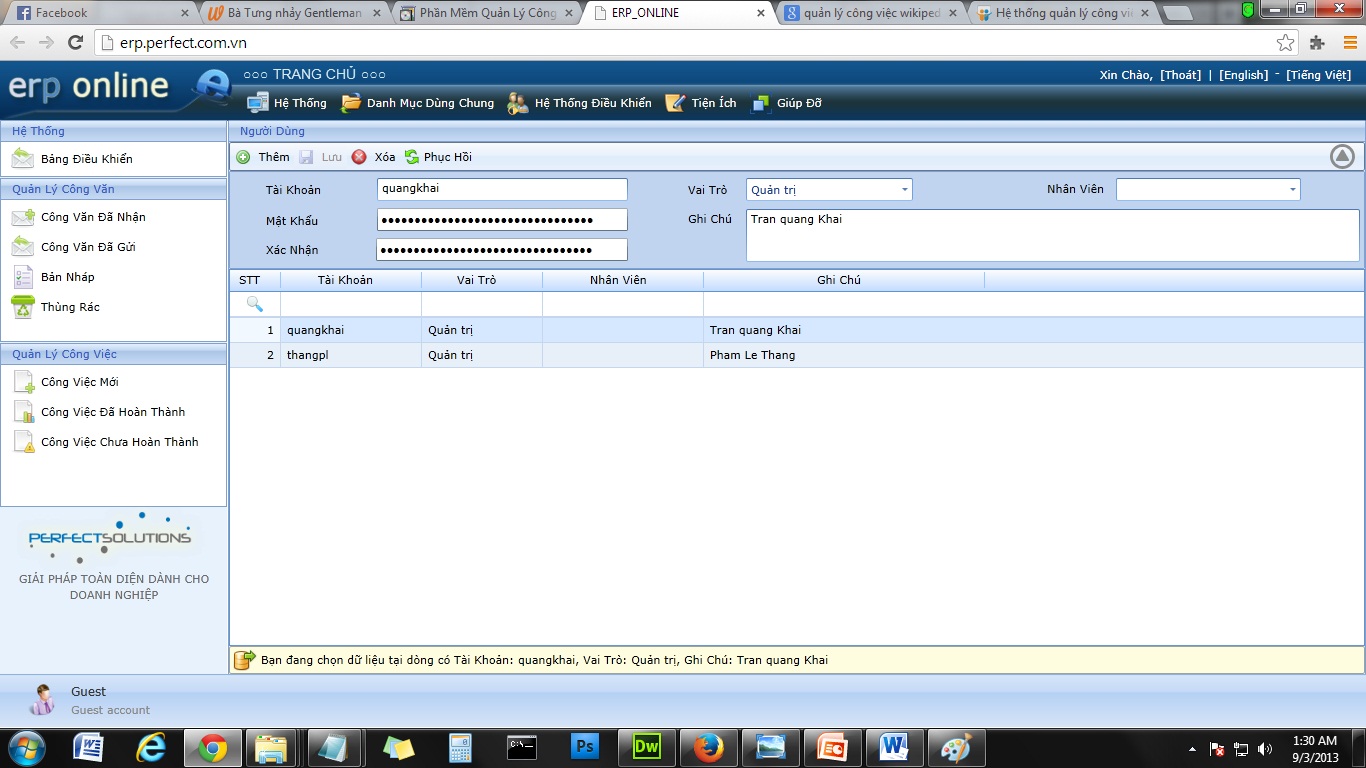 Facebook
Bà Tưng nhảy Gentleman
Phần Mềm Quản Lý Công
ERP_ONLINE
quản lý công việc wikiped
Hệ thống quản lý công việ
erp.perfect.com.vn
erp online
○○○ TRANG CHỦ ○○○
Xin Chào, [Thoát] | [English] - [Tiếng Việt]
Hệ Thống Danh Mục Dùng Chung Hệ Thống Điều Khiển Tiện Ích Giúp Đỡ
Hệ Thống
Bảng Điều Khiển
Quản Lý Công Văn
Công Văn Đã Nhận
Công Văn Đã Gửi
Bản Nháp
Thùng Rác
Quản Lý Công Việc
Công Việc Mới
Công Việc Đã Hoàn Thành
Công Việc Chưa Hoàn Thành
PERFECTSOLUTIONS
GIẢI PHÁP TOÀN DIỆN DÀNH CHO
DOANH NGHIỆP
Người Dùng
Thêm Lưu Xóa Phục Hồi
Tài Khoản quangkhai Vai Trò Quản trị Nhân Viên
Mật Khẩu ●●●●●●●●●●●●●●●●●●●●●●●●●●●●●●●● Ghi Chú Tran quang Khai
Xác Nhận ●●●●●●●●●●●●●●●●●●●●●●●●●●●●●●●●
STT Tài Khoản Vai Trò Nhân Viên Ghi Chú
1 quangkhai Quản trị Tran quang Khai
2 thangpl Quản trị Pham Le Thang
Bạn đang chọn dữ liệu tại dòng có Tài Khoản: quangkhai, Vai Trò: Quản trị, Ghi Chú: Tran quang Khai
Guest
Guest account
C:\
Ps
Dw
1:30 AM
9/3/2013